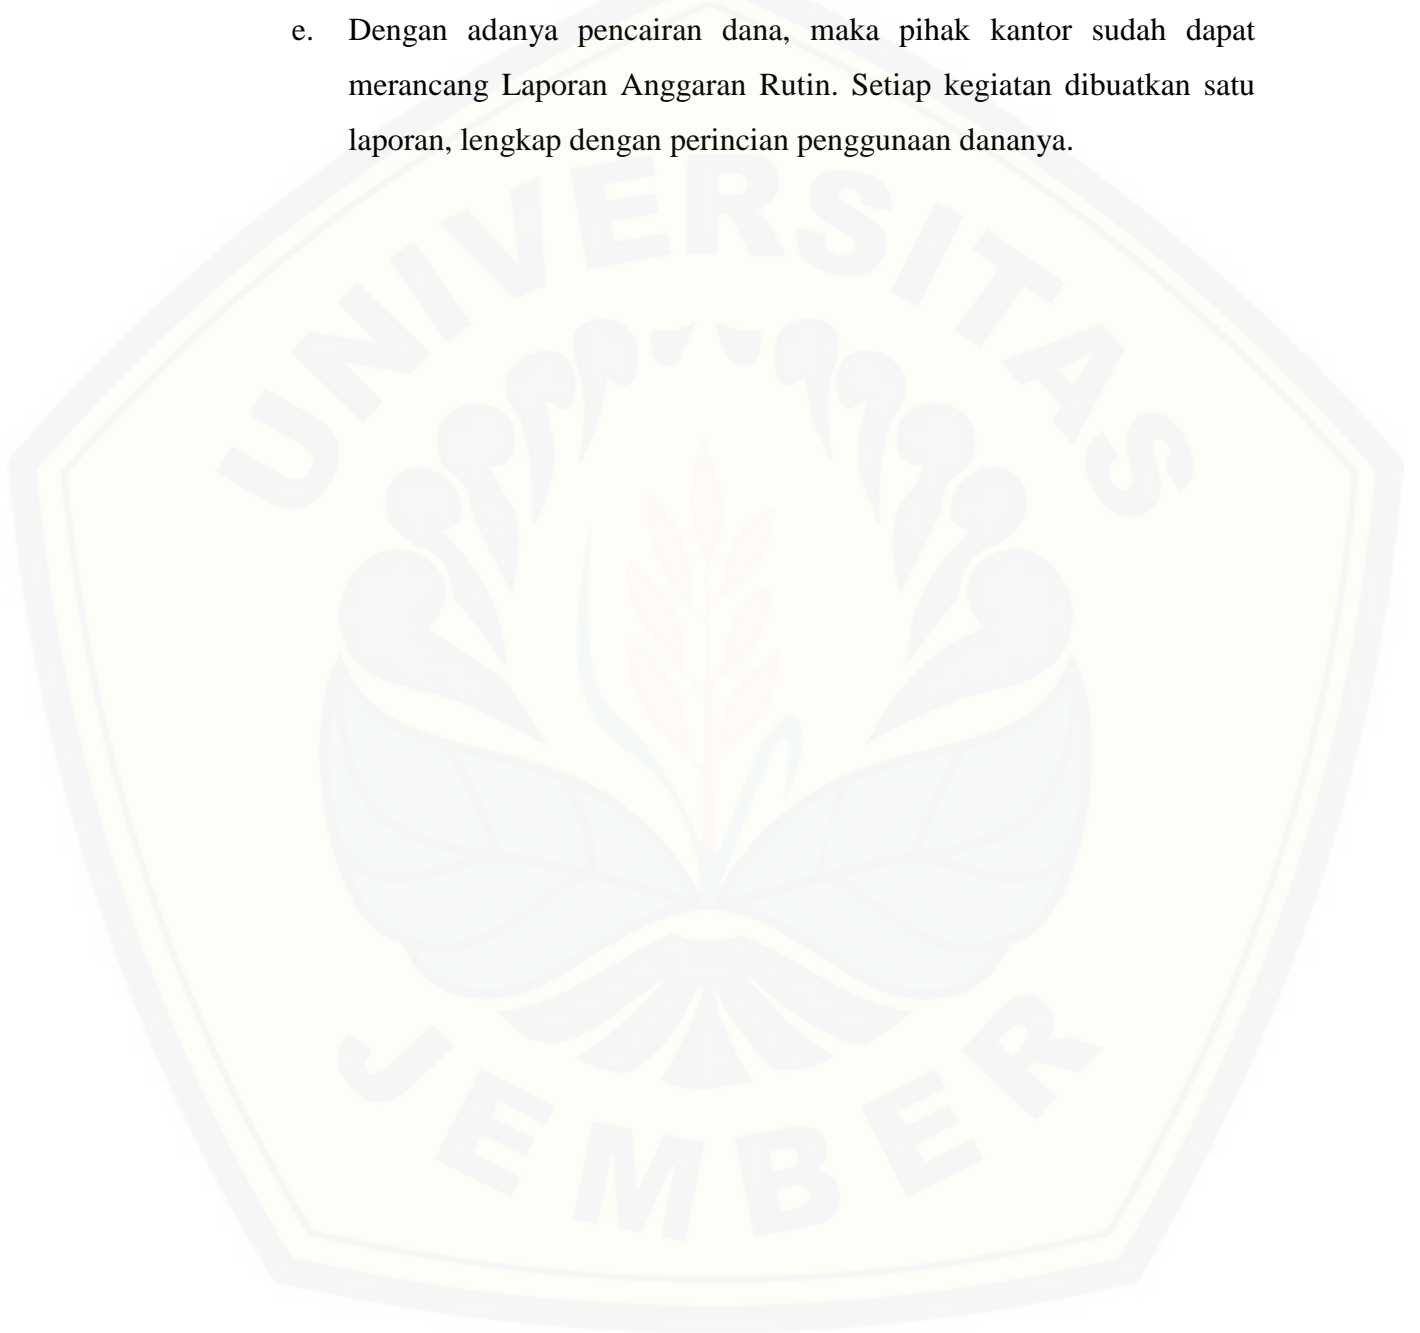 e. Dengan adanya pencairan dana, maka pihak kantor sudah dapat
merancang Laporan Anggaran Rutin. Setiap kegiatan dibuatkan satu
laporan, lengkap dengan perincian penggunaan dananya.
UNIVERSITAS
JEMBER